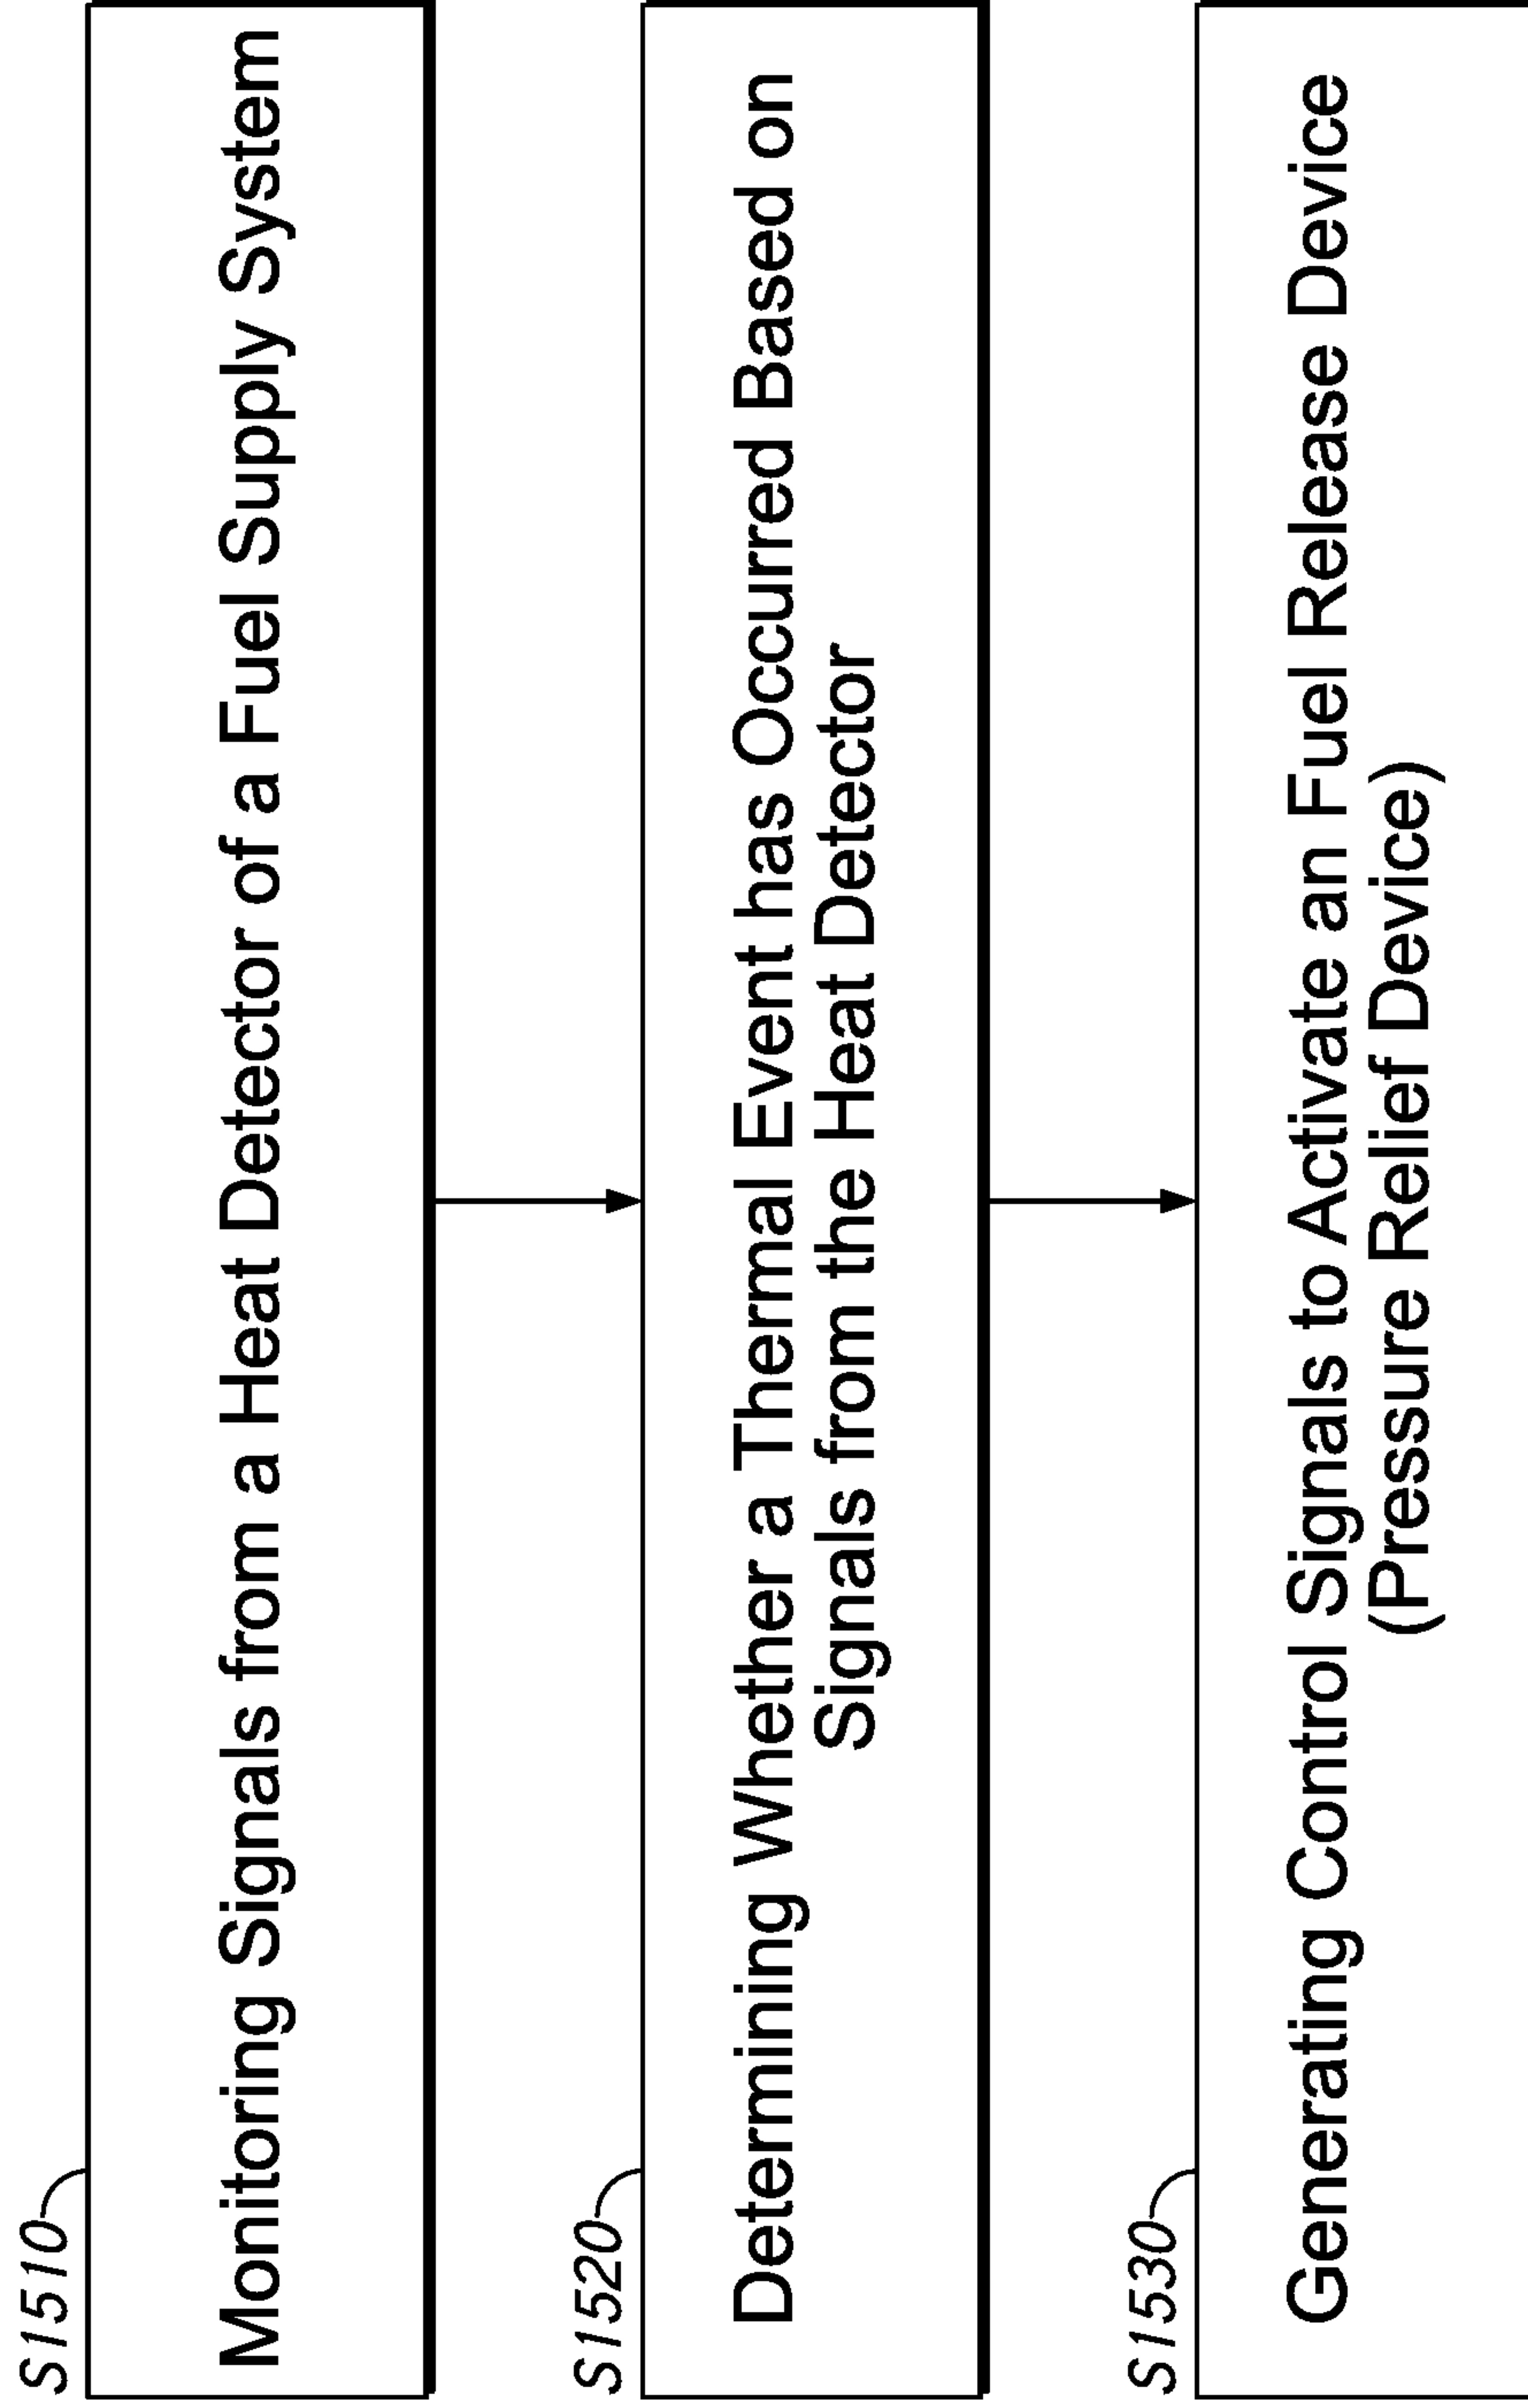 S1510
Monitoring Signals from a Heat Detector of a Fuel Supply System
S1520
Determining Whether a Thermal Event has Occurred Based on
Signals from the Heat Detector
S1530
Generating Control Signals to Activate an Fuel Release Device
(Pressure Relief Device)